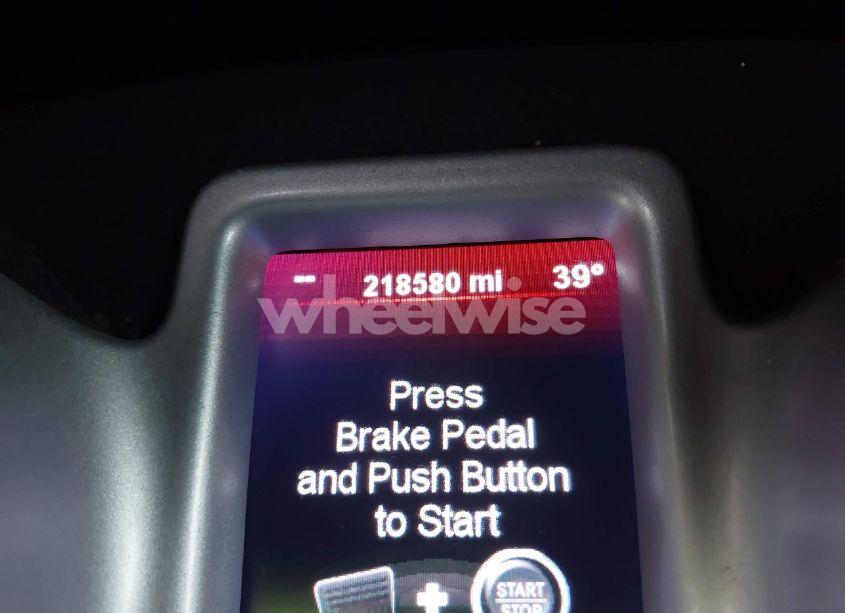 -- 218580 mi 39°
wheelwise
Press
Brake Pedal
and Push Button
to Start
+ START
STOP